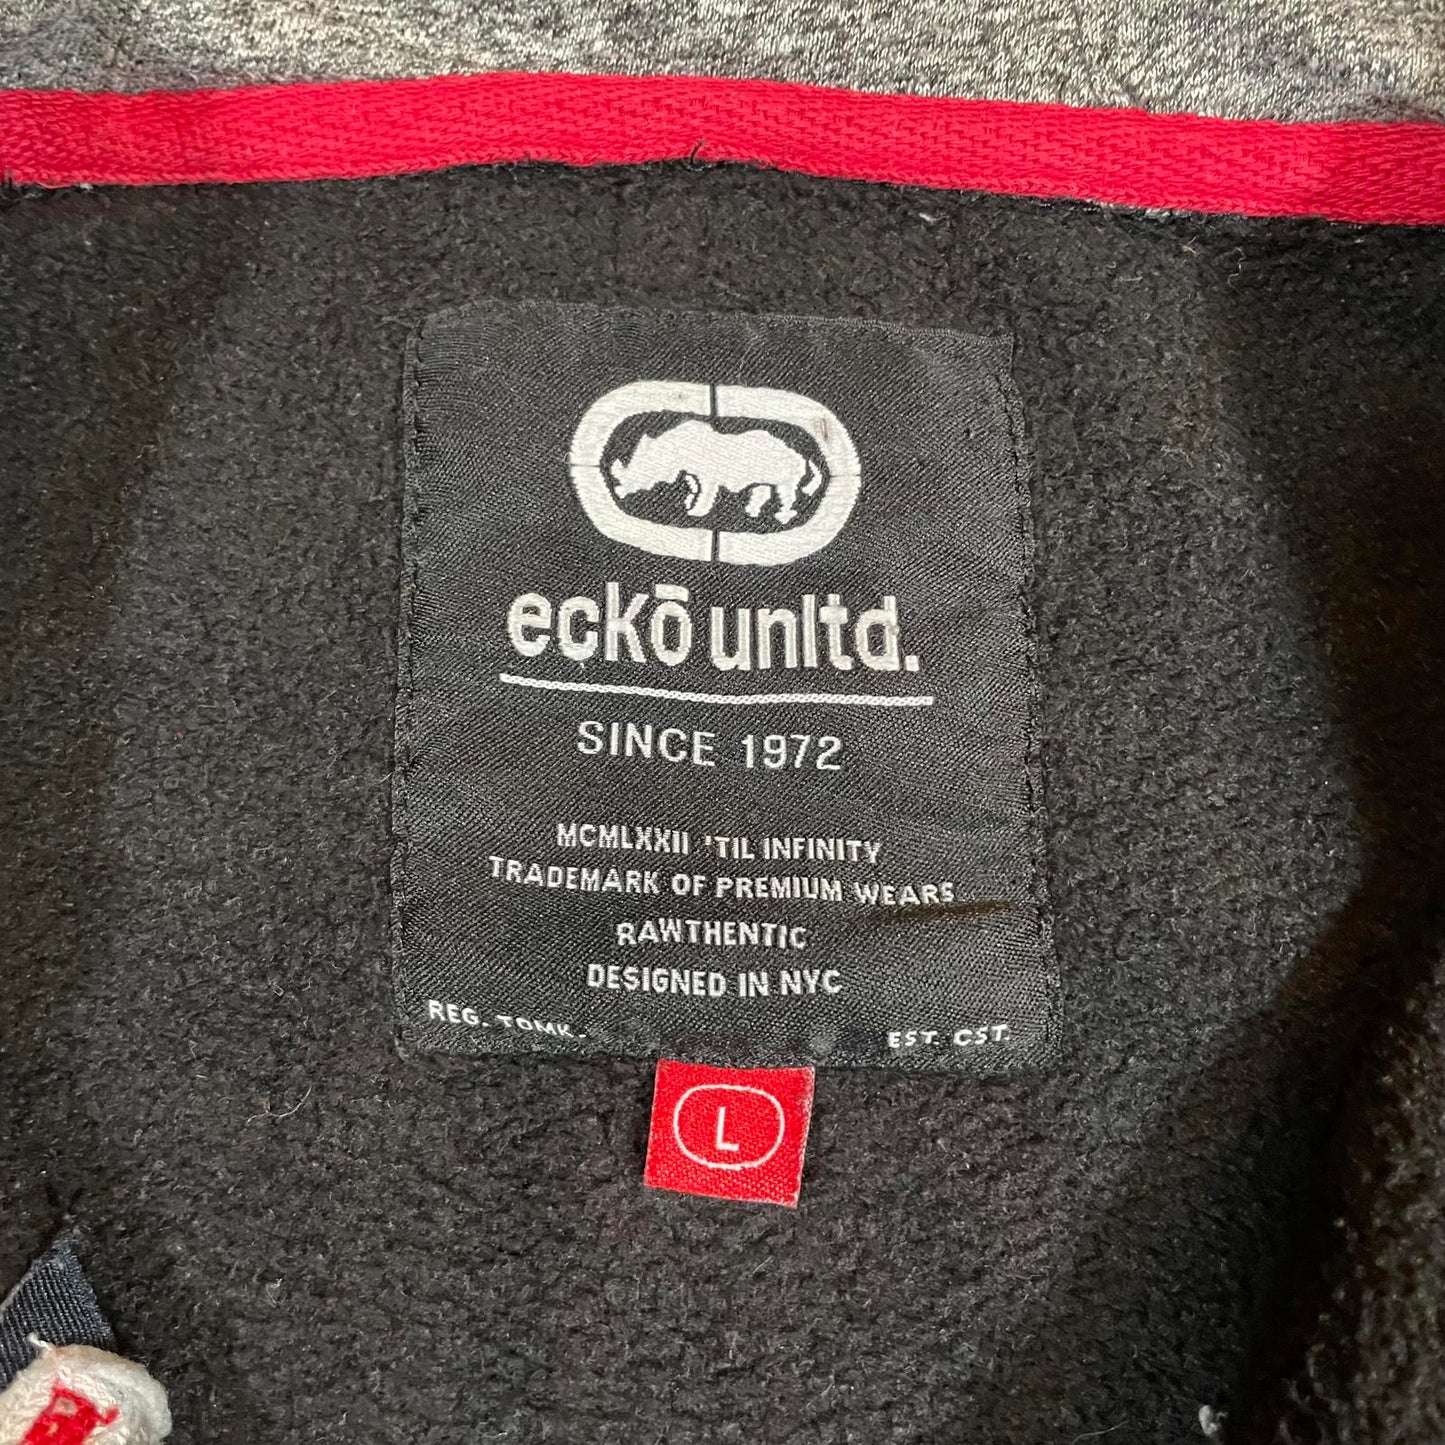 eckō unltd.
SINCE 1972
MCMLXXII 'TIL INFINITY
TRADEMARK OF PREMIUM WEARS
RAWTHENTIC
DESIGNED IN NYC
REG. TDMK. EST. CST.
L